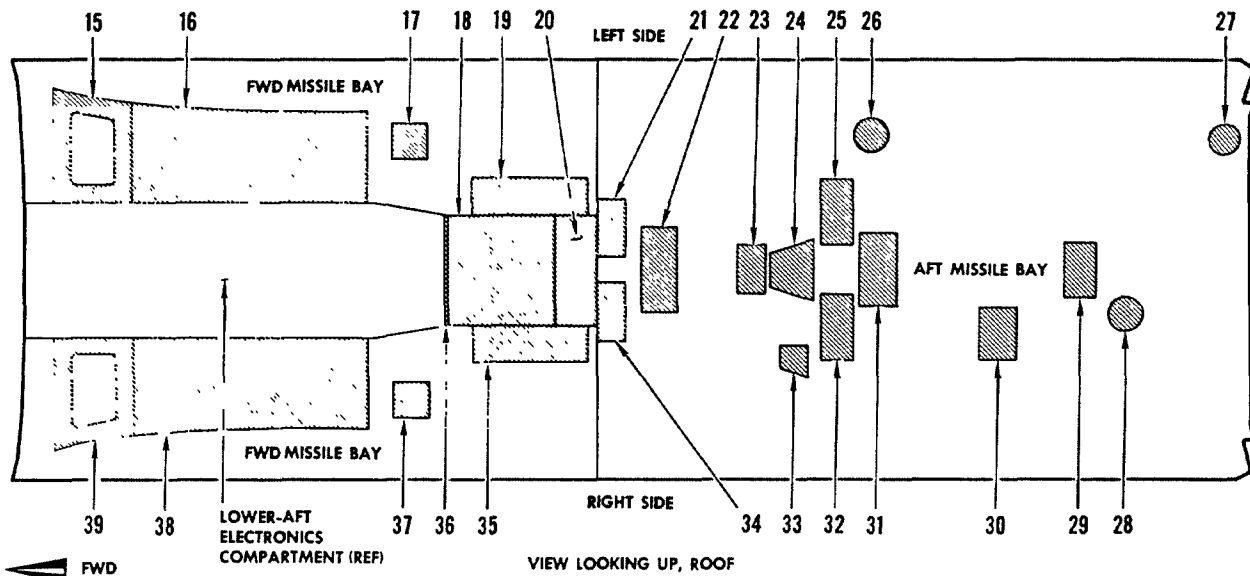 15 16 17 18 19 20 21 22 23 24 25 26 27
LEFT SIDE
FWD MISSILE BAY
AFT MISSILE BAY
FWD MISSILE BAY
RIGHT SIDE
39 38 LOWER-AFT ELECTRONICS COMPARTMENT (REF) 37 36 35 34 33 32 31 30 29 28
FWD
VIEW LOOKING UP, ROOF